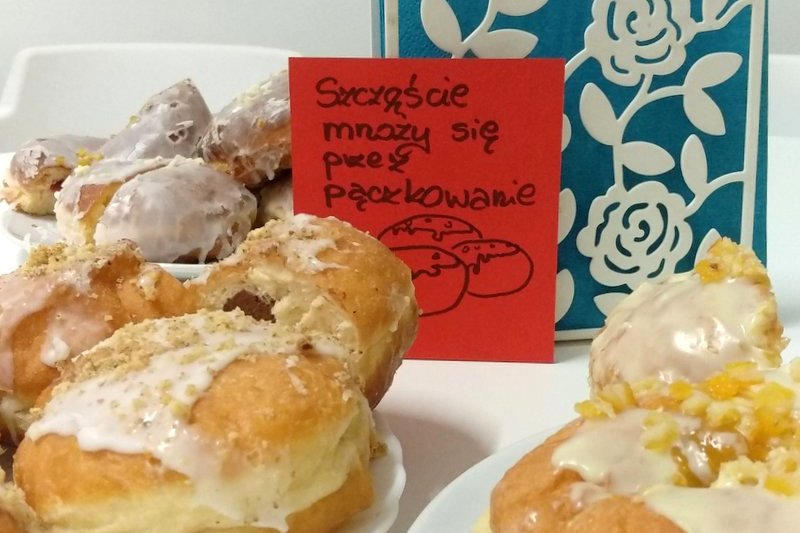 Szczęście
mnoży się
przez
pączkowanie